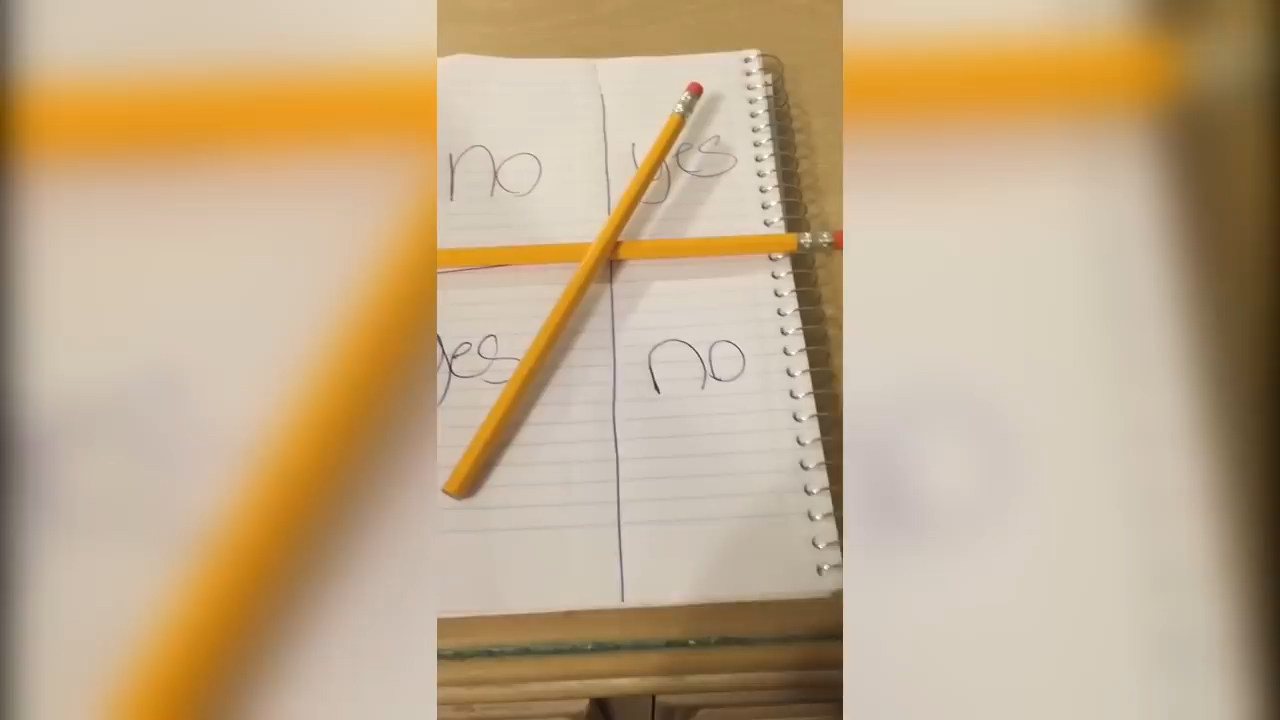 no yes
yes no